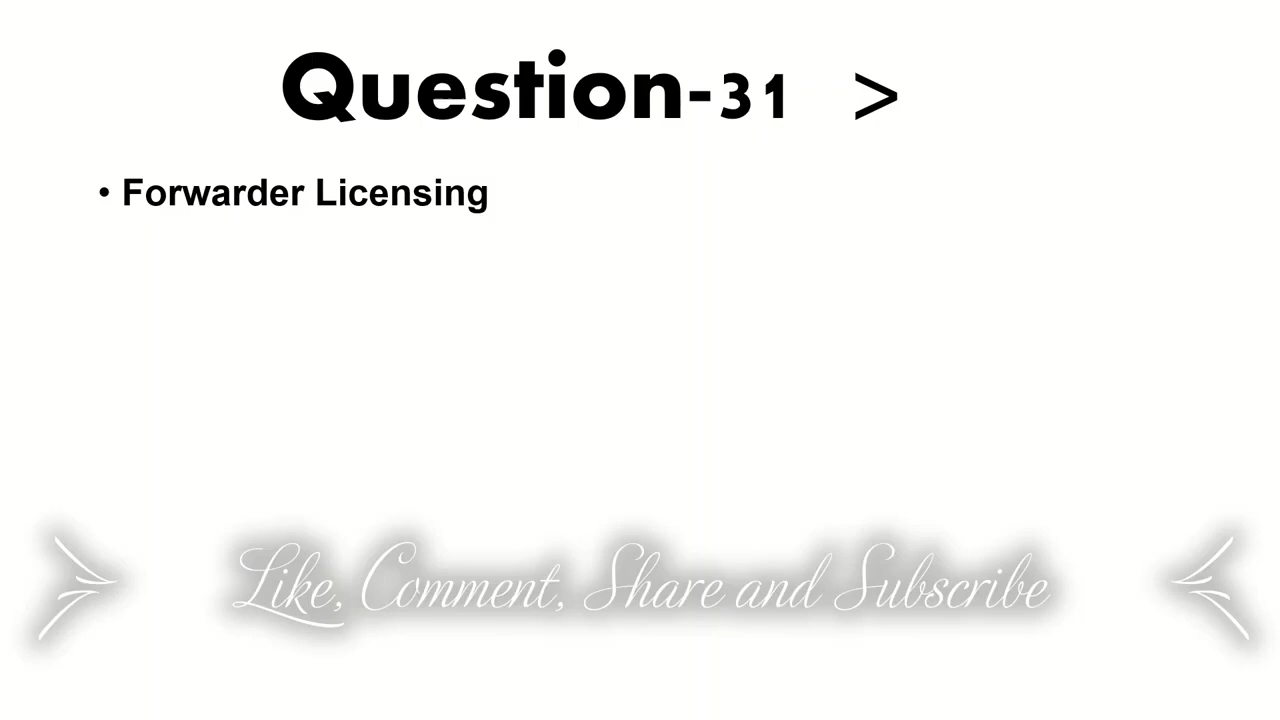 Question-31 >
• Forwarder Licensing
Like, Comment, Share and Subscribe